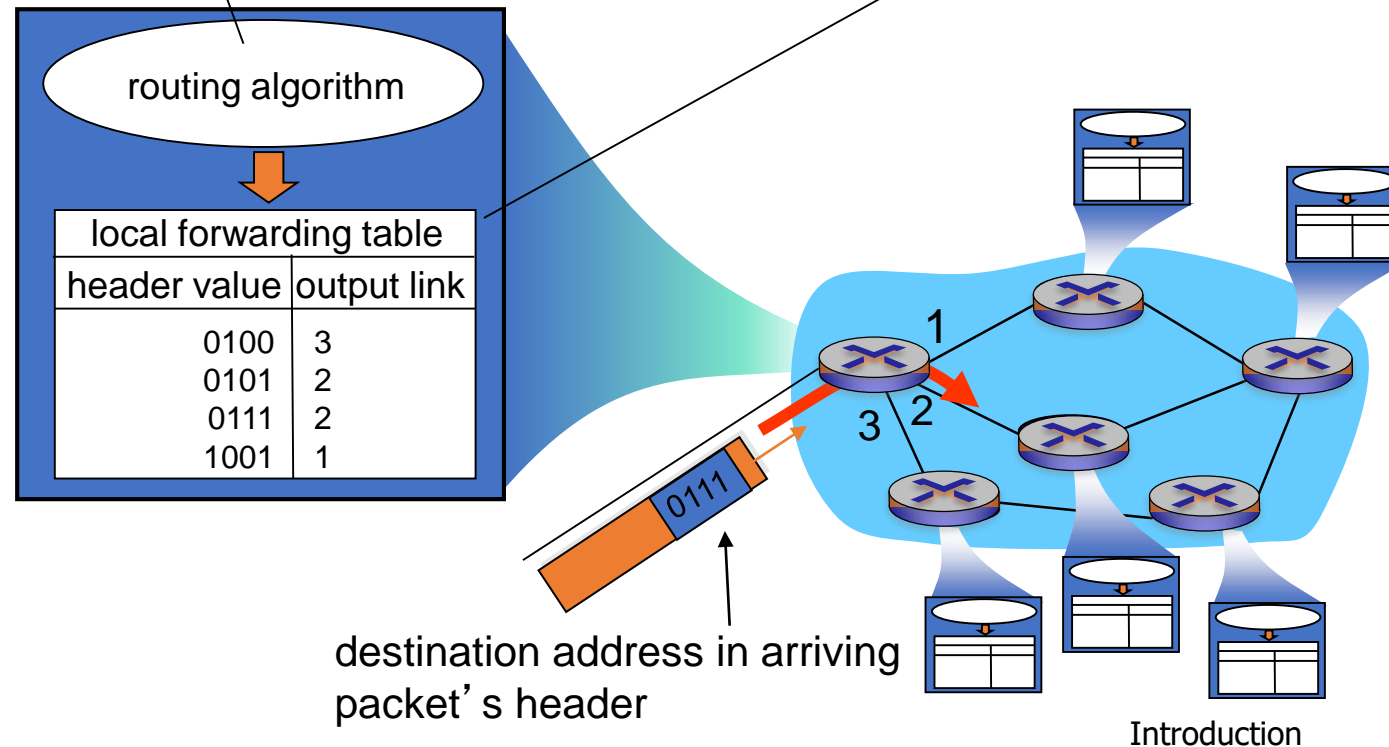 routing algorithm
local forwarding table
header value output link
0100 3
0101 2
0111 2
1001 1
1
2
3
0111
destination address in arriving
packet’s header
Introduction